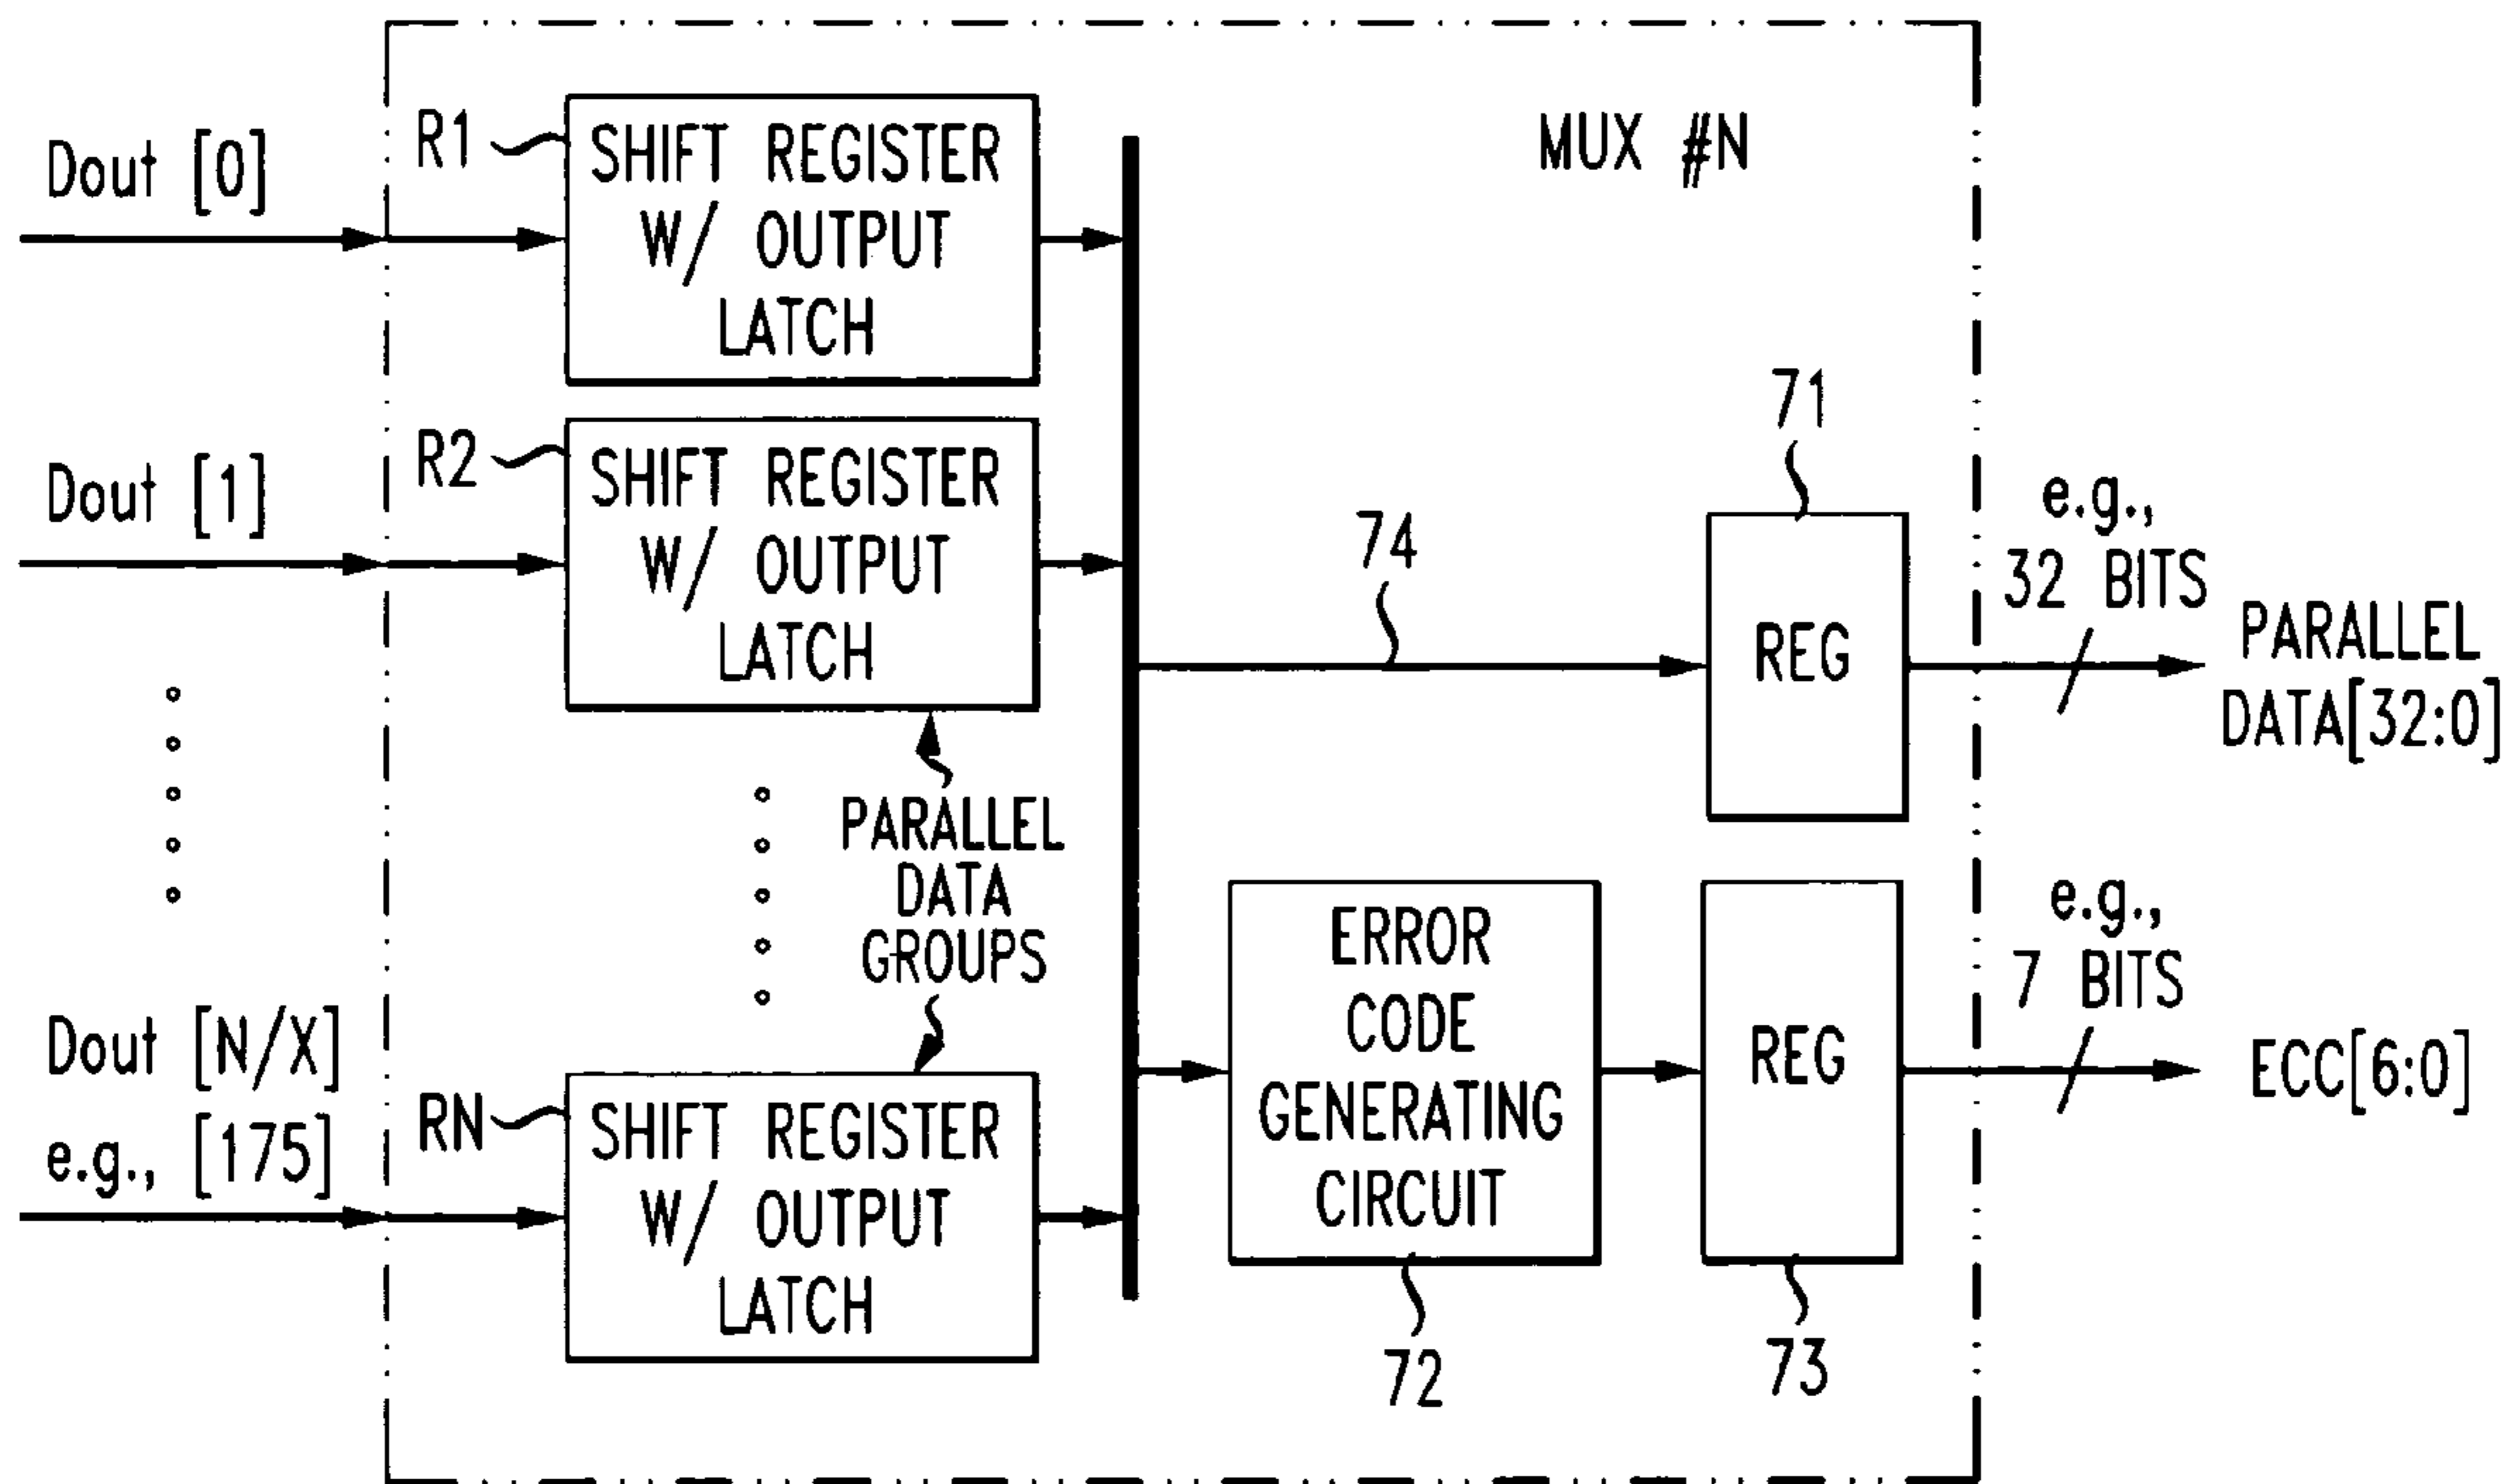 MUX #N
Dout [0]
R1
SHIFT REGISTER
W/ OUTPUT
LATCH
Dout [1]
R2
SHIFT REGISTER
W/ OUTPUT
LATCH
PARALLEL
DATA
GROUPS
Dout [N/X]
e.g., [175]
RN
SHIFT REGISTER
W/ OUTPUT
LATCH
74
71
REG
e.g.,
32 BITS
PARALLEL
DATA[32:0]
ERROR
CODE
GENERATING
CIRCUIT
72
REG
73
e.g.,
7 BITS
ECC[6:0]